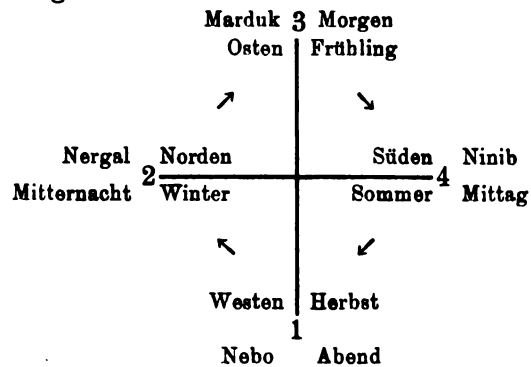 Marduk 3 Morgen
Osten Frühling
Nergal Norden Süden Ninib
2 4
Mitternacht Winter Sommer Mittag
Westen Herbst
1
Nebo Abend